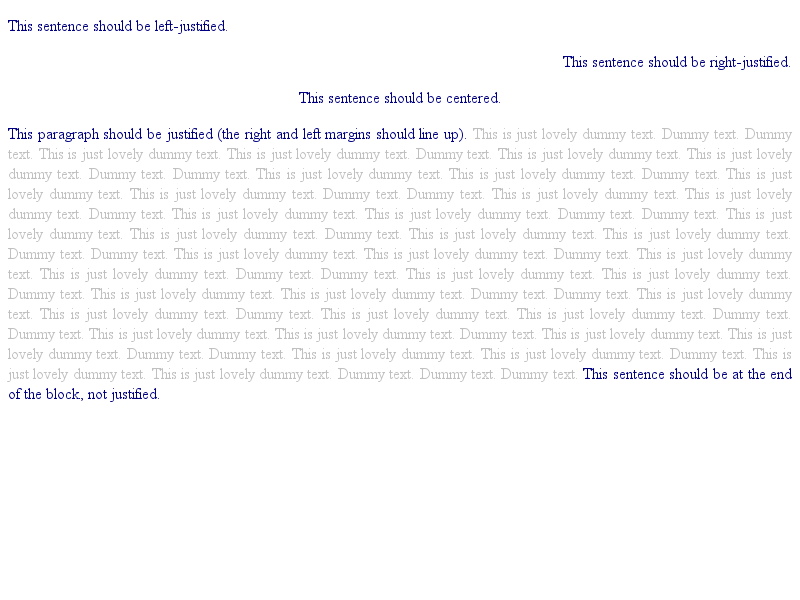 This sentence should be left-justified.
This sentence should be right-justified.
This sentence should be centered.
This paragraph should be justified (the right and left margins should line up). This is just lovely dummy text. Dummy text. Dummy
text. This is just lovely dummy text. This is just lovely dummy text. Dummy text. This is just lovely dummy text. This is just lovely
dummy text. Dummy text. Dummy text. This is just lovely dummy text. This is just lovely dummy text. Dummy text. This is just
lovely dummy text. This is just lovely dummy text. Dummy text. Dummy text. This is just lovely dummy text. This is just lovely
dummy text. Dummy text. This is just lovely dummy text. This is just lovely dummy text. Dummy text. Dummy text. This is just
lovely dummy text. This is just lovely dummy text. Dummy text. This is just lovely dummy text. This is just lovely dummy text.
Dummy text. Dummy text. This is just lovely dummy text. This is just lovely dummy text. Dummy text. This is just lovely dummy
text. This is just lovely dummy text. Dummy text. Dummy text. This is just lovely dummy text. This is just lovely dummy text.
Dummy text. This is just lovely dummy text. This is just lovely dummy text. Dummy text. Dummy text. This is just lovely dummy
text. This is just lovely dummy text. Dummy text. This is just lovely dummy text. This is just lovely dummy text. Dummy text.
Dummy text. This is just lovely dummy text. This is just lovely dummy text. Dummy text. This is just lovely dummy text. This is just
lovely dummy text. Dummy text. Dummy text. This is just lovely dummy text. This is just lovely dummy text. Dummy text. This is
just lovely dummy text. This is just lovely dummy text. Dummy text. Dummy text. Dummy text. This sentence should be at the end
of the block, not justified.